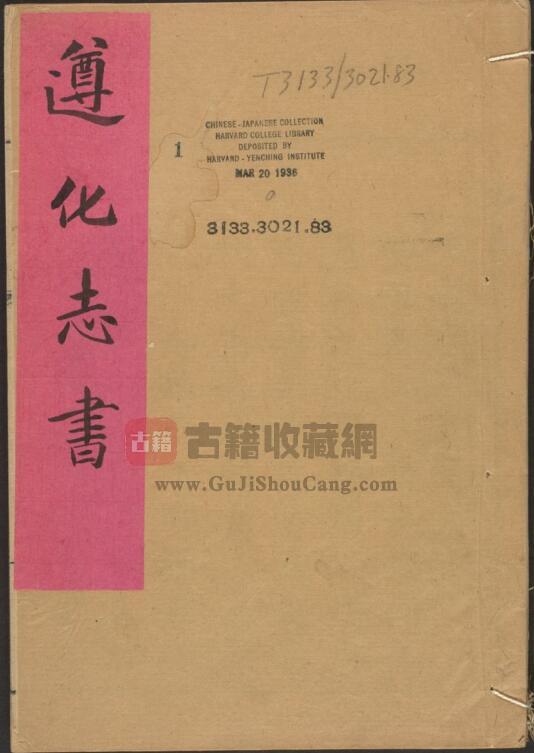 遵化志書
T3133/3021.83
CHINESE-JAPANESE COLLECTION
HARVARD COLLEGE LIBRARY
DEPOSITED BY
HARVARD-YENCHING INSTITUTE
MAR 20 1936
1
3133.3021.83
古籍
古籍收藏網
www.GuJiShouCang.com